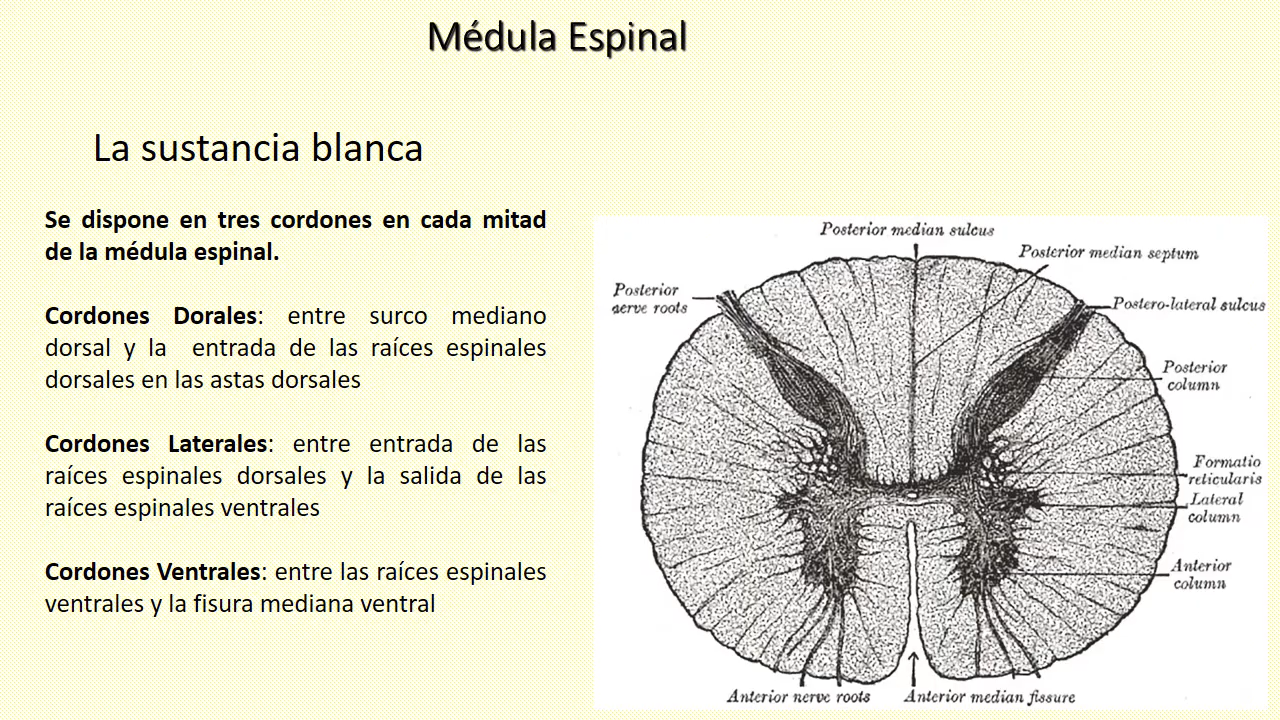 Médula Espinal
La sustancia blanca
Se dispone en tres cordones en cada mitad
de la médula espinal.
Cordones Dorales: entre surco mediano
dorsal y la entrada de las raíces espinales
dorsales en las astas dorsales
Cordones Laterales: entre entrada de las
raíces espinales dorsales y la salida de las
raíces espinales ventrales
Cordones Ventrales: entre las raíces espinales
ventrales y la fisura mediana ventral
Posterior median sulcus
Posterior median septum
Posterior
nerve roots
Postero-lateral sulcus
Posterior
column
Formatio
reticularis
Lateral
column
Anterior
column
Anterior nerve roots
Anterior median fissure